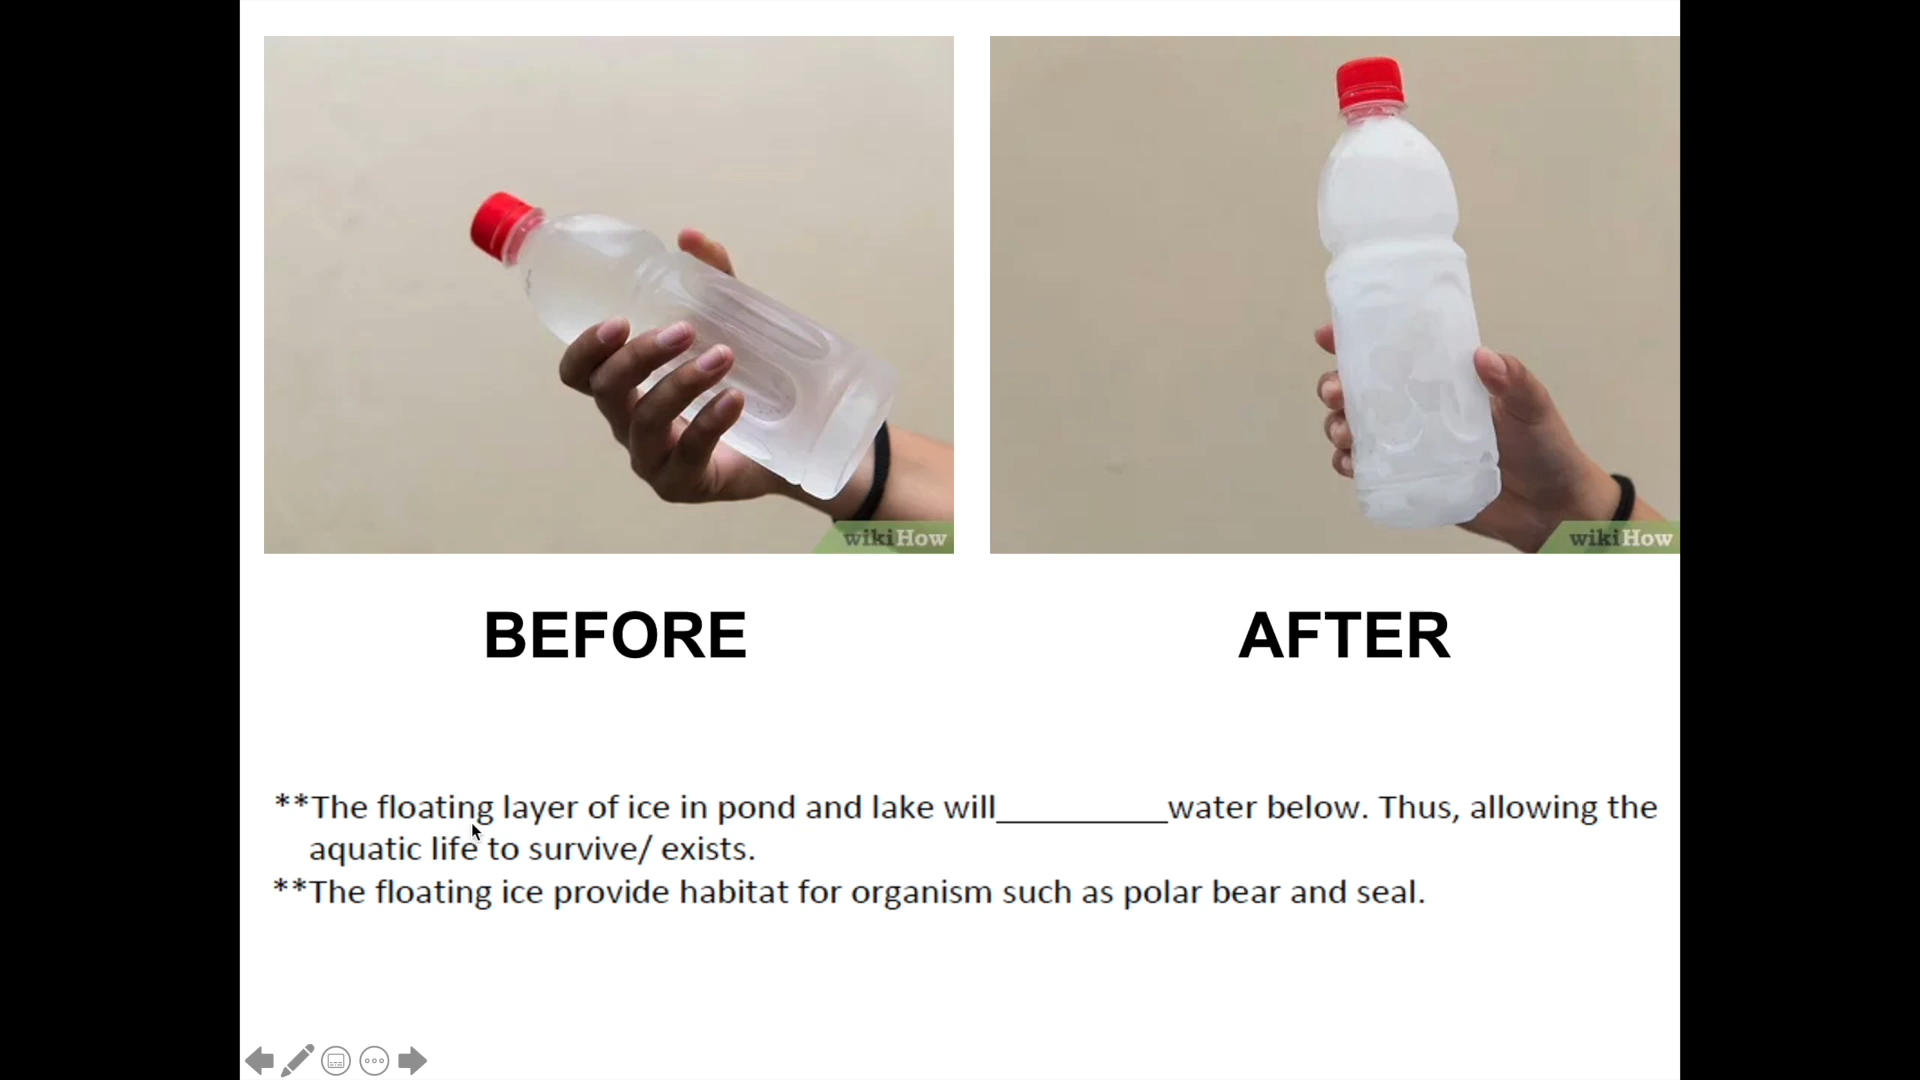 wikiHow
wikiHow
BEFORE
AFTER
**The floating layer of ice in pond and lake will__________water below. Thus, allowing the
aquatic life to survive/ exists.
**The floating ice provide habitat for organism such as polar bear and seal.